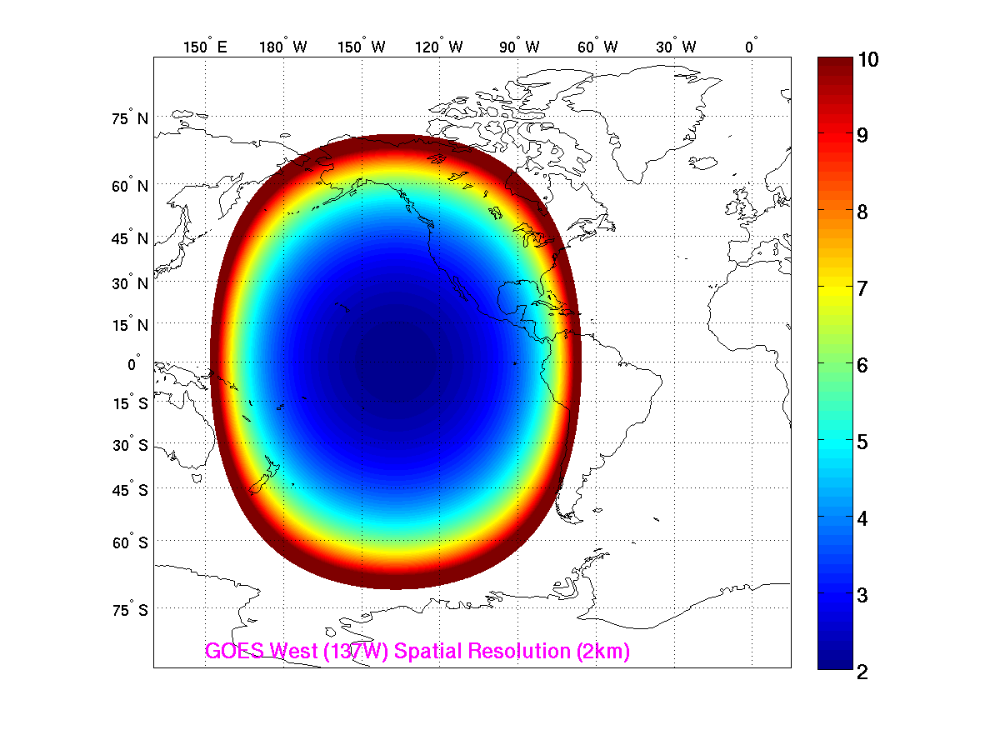 150° E 180° W 150° W 120° W 90° W 60° W 30° W 0°
75° N
60° N
45° N
30° N
15° N
0°
15° S
30° S
45° S
60° S
75° S
GOES West (137W) Spatial Resolution (2km)
10
9
8
7
6
5
4
3
2